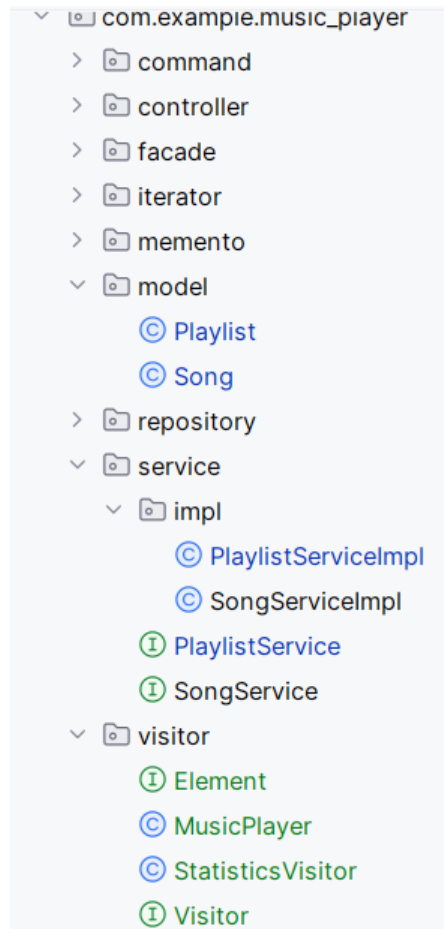 com.example.music_player
command
controller
facade
iterator
memento
model
C Playlist
C Song
repository
service
impl
C PlaylistServiceImpl
C SongServiceImpl
I PlaylistService
I SongService
visitor
I Element
C MusicPlayer
C StatisticsVisitor
I Visitor